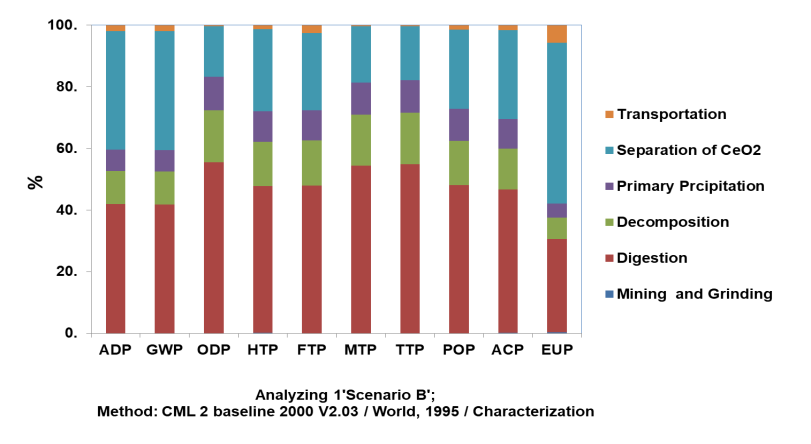 100.
80.
60.
40.
20.
0.
%
ADP GWP ODP HTP FTP MTP TTP POP ACP EUP
Transportation
Separation of CeO2
Primary Prcipitation
Decomposition
Digestion
Mining and Grinding
Analyzing 1'Scenario B';
Method: CML 2 baseline 2000 V2.03 / World, 1995 / Characterization